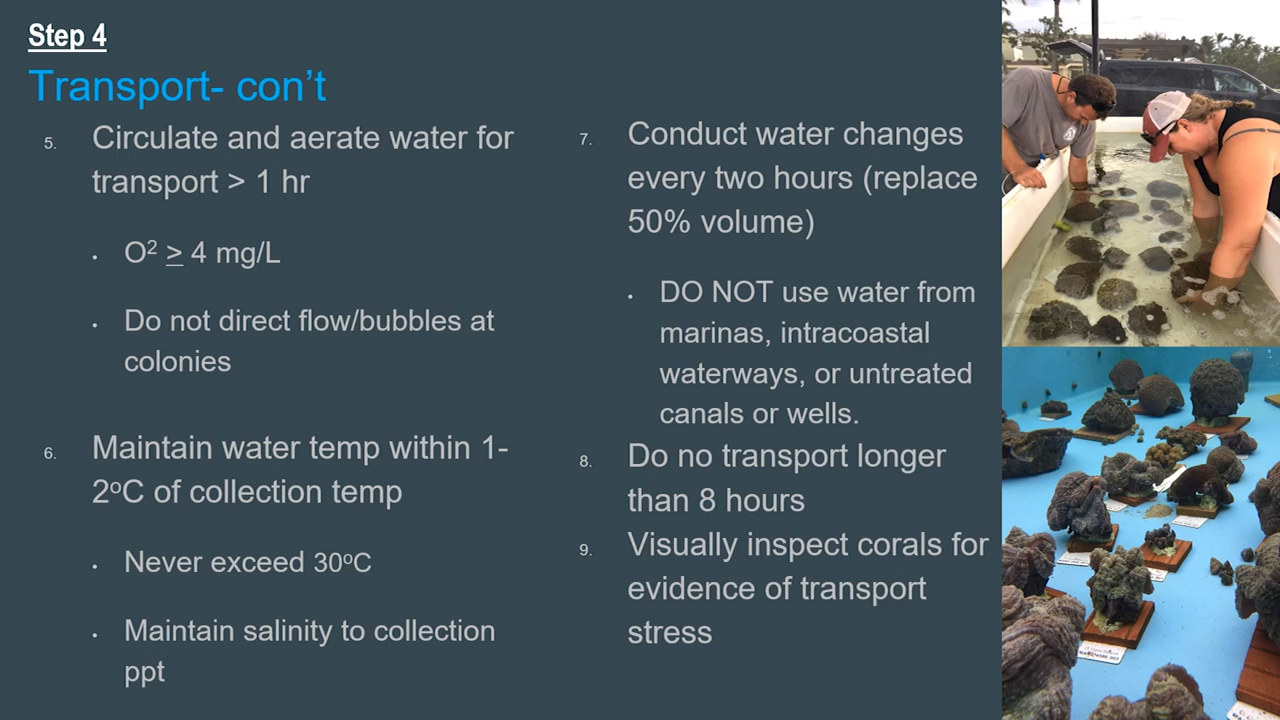 Step 4
Transport- con't
5. Circulate and aerate water for
transport > 1 hr
• O² ≥ 4 mg/L
• Do not direct flow/bubbles at
colonies
6. Maintain water temp within 1-
2ºC of collection temp
• Never exceed 30ºC
• Maintain salinity to collection
ppt
7. Conduct water changes
every two hours (replace
50% volume)
• DO NOT use water from
marinas, intracoastal
waterways, or untreated
canals or wells.
8. Do no transport longer
than 8 hours
9. Visually inspect corals for
evidence of transport
stress